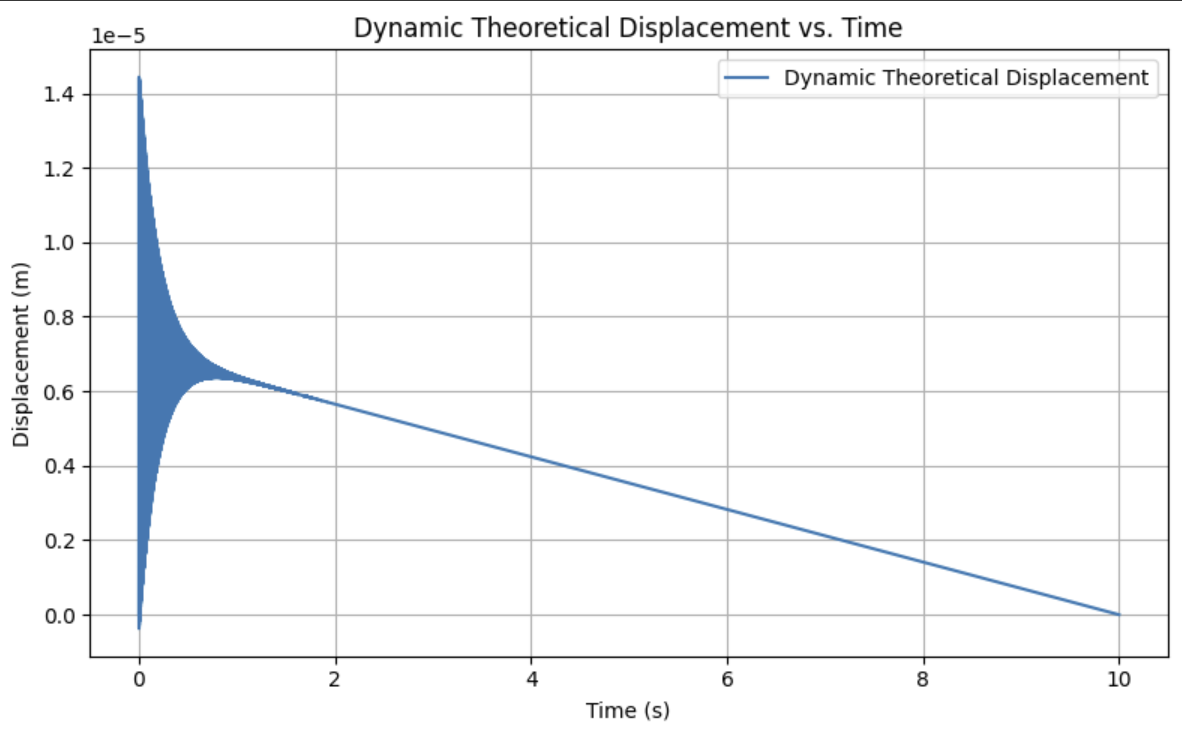 Dynamic Theoretical Displacement vs. Time
1e−5
Dynamic Theoretical Displacement
1.4
1.2
1.0
0.8
0.6
0.4
0.2
0.0
Displacement (m)
0 2 4 6 8 10
Time (s)